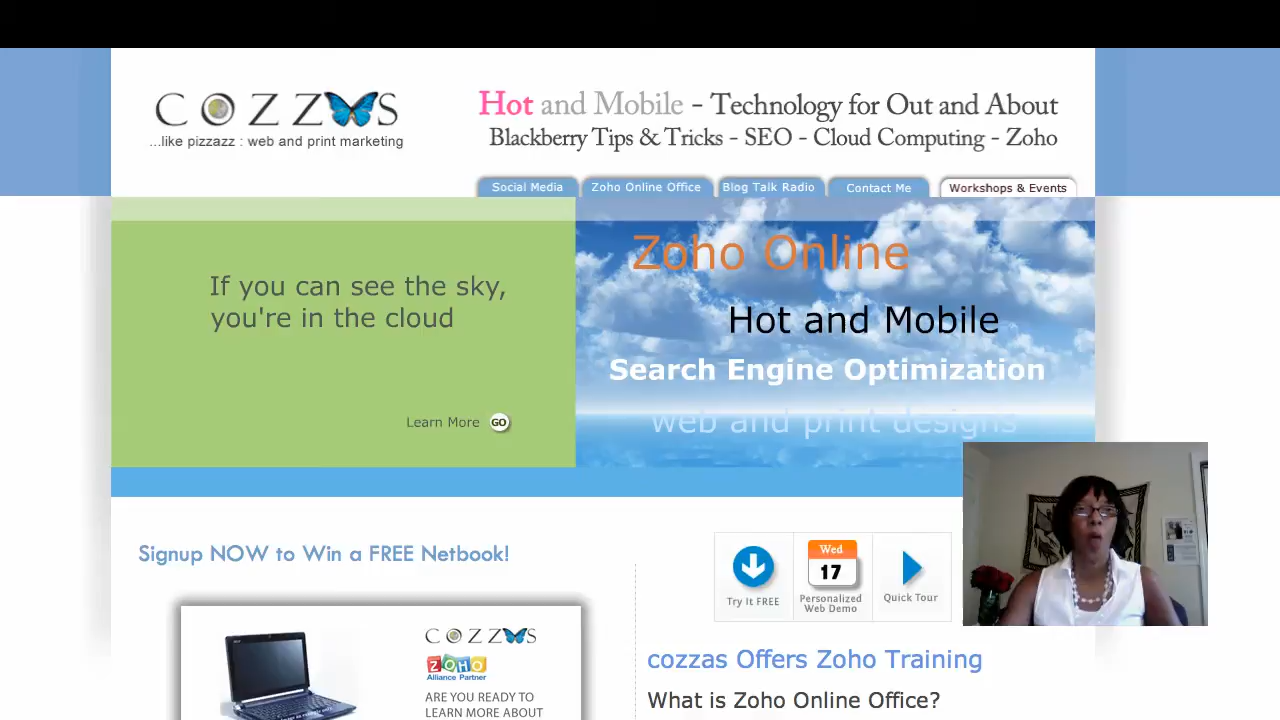 COZZAS
...like pizzazz : web and print marketing
Hot and Mobile - Technology for Out and About
Blackberry Tips & Tricks - SEO - Cloud Computing - Zoho
Social Media
Zoho Online Office
Blog Talk Radio
Contact Me
Workshops & Events
If you can see the sky,
you're in the cloud
Learn More GO
Zoho Online
Hot and Mobile
Search Engine Optimization
web and print designs
Signup NOW to Win a FREE Netbook!
COZZAS
ZOHO
Alliance Partner
ARE YOU READY TO
LEARN MORE ABOUT
Try It FREE
Wed
17
Personalized
Web Demo
Quick Tour
cozzas Offers Zoho Training
What is Zoho Online Office?